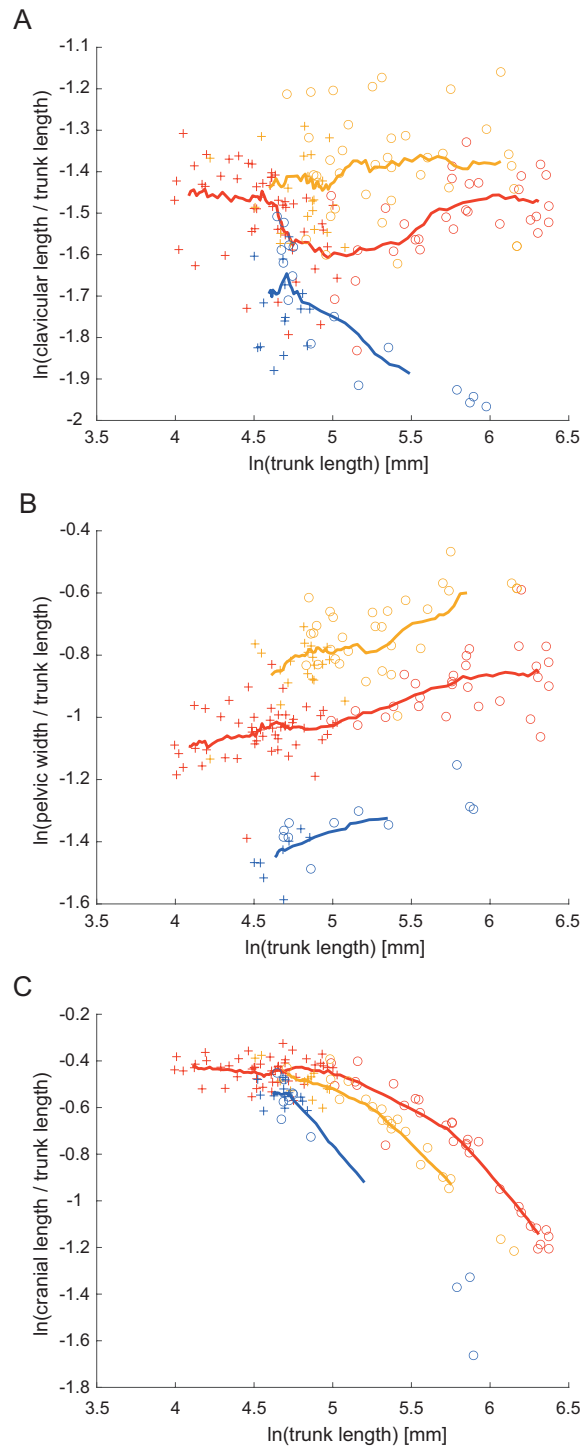 A
-1.1
-1.2
-1.3
-1.4
-1.5
-1.6
-1.7
-1.8
-1.9
-2
ln(clavicular length / trunk length)
3.5 4 4.5 5 5.5 6 6.5
ln(trunk length) [mm]
B
-0.4
-0.6
-0.8
-1
-1.2
-1.4
-1.6
ln(pelvic width / trunk length)
3.5 4 4.5 5 5.5 6 6.5
ln(trunk length) [mm]
C
-0.2
-0.4
-0.6
-0.8
-1
-1.2
-1.4
-1.6
-1.8
ln(cranial length / trunk length)
3.5 4 4.5 5 5.5 6 6.5
ln(trunk length) [mm]